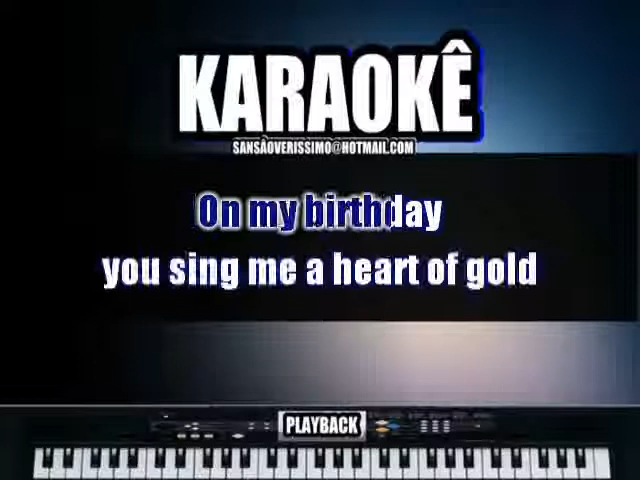 KARAOKÊ
SANSÃOVERISSIMO@HOTMAIL.COM
On my birthday
you sing me a heart of gold
PLAYBACK